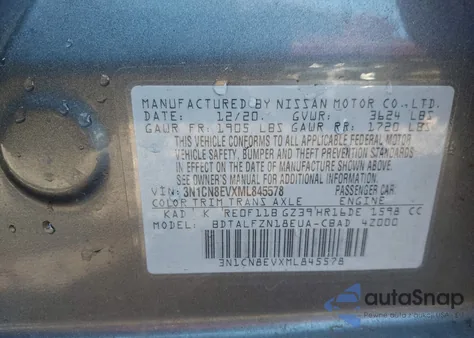 MANUFACTURED BY NISSAN MOTOR CO.,LTD.
DATE: 12/20. GVWR: 3624 LBS
GAWR FR: 1905 LBS GAWR RR: 1720 LBS
THIS VEHICLE CONFORMS TO ALL APPLICABLE FEDERAL MOTOR
VEHICLE SAFETY, BUMPER AND THEFT PREVENTION STANDARDS
IN EFFECT ON THE DATE OF MANUFACTURE SHOWN ABOVE.
SEE OWNER'S MANUAL FOR ADDITIONAL INFORMATION.
VIN: 3N1CN8EVXML845578 PASSENGER CAR
COLOR TRIM TRANS AXLE ENGINE
KAD K RE0F11B GZ39 HR16DE 1598 CC
MODEL: BDTALFZN18EUA-CBAD 42000
3N1CN8EVXML845578
autoSnap